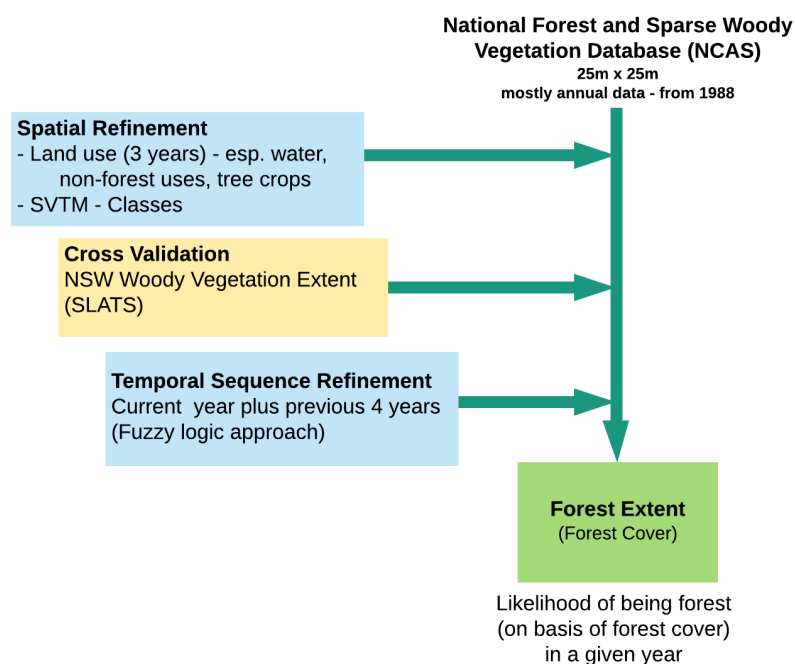 National Forest and Sparse Woody
Vegetation Database (NCAS)
25m x 25m
mostly annual data - from 1988
Spatial Refinement
- Land use (3 years) - esp. water,
non-forest uses, tree crops
- SVTM - Classes
Cross Validation
NSW Woody Vegetation Extent
(SLATS)
Temporal Sequence Refinement
Current year plus previous 4 years
(Fuzzy logic approach)
Forest Extent
(Forest Cover)
Likelihood of being forest
(on basis of forest cover)
in a given year